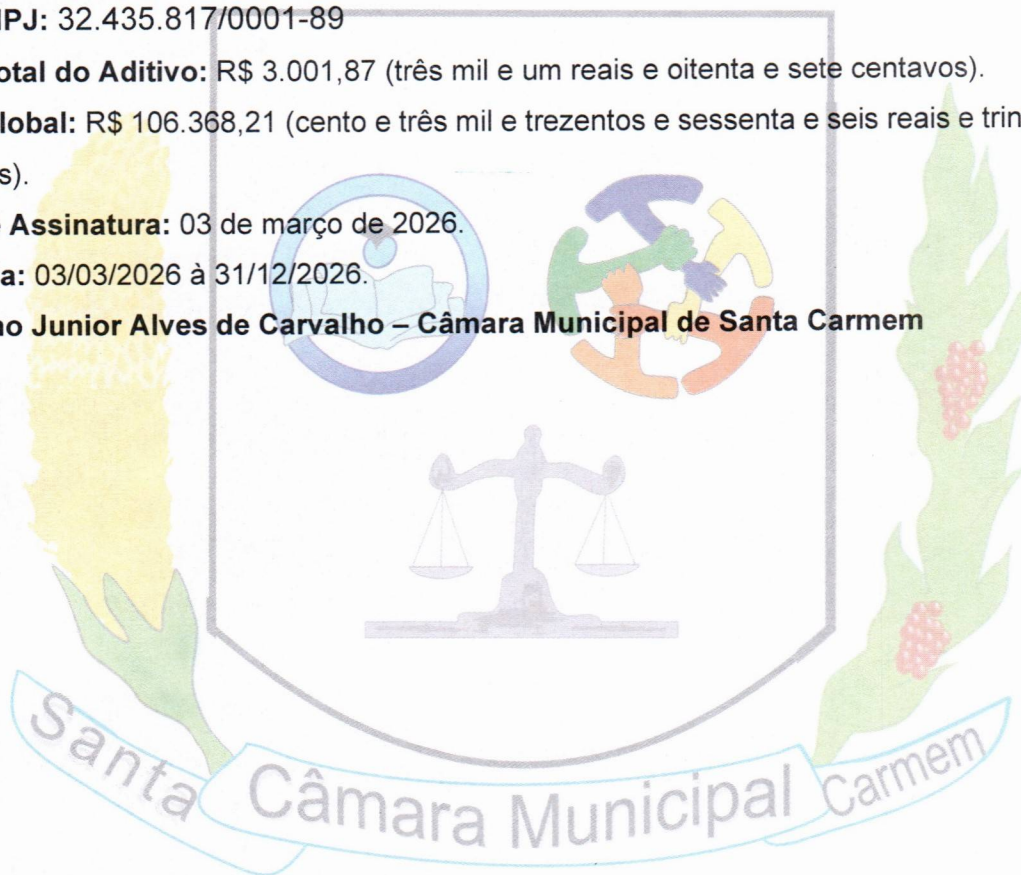 IPJ: 32.435.817/0001-89
otal do Aditivo: R$ 3.001,87 (três mil e um reais e oitenta e sete centavos).
lobal: R$ 106.368,21 (cento e três mil e trezentos e sessenta e seis reais e trin
s).
Assinatura: 03 de março de 2026.
a: 03/03/2026 à 31/12/2026.
no Junior Alves de Carvalho – Câmara Municipal de Santa Carmem
Santa Câmara Municipal Carmem